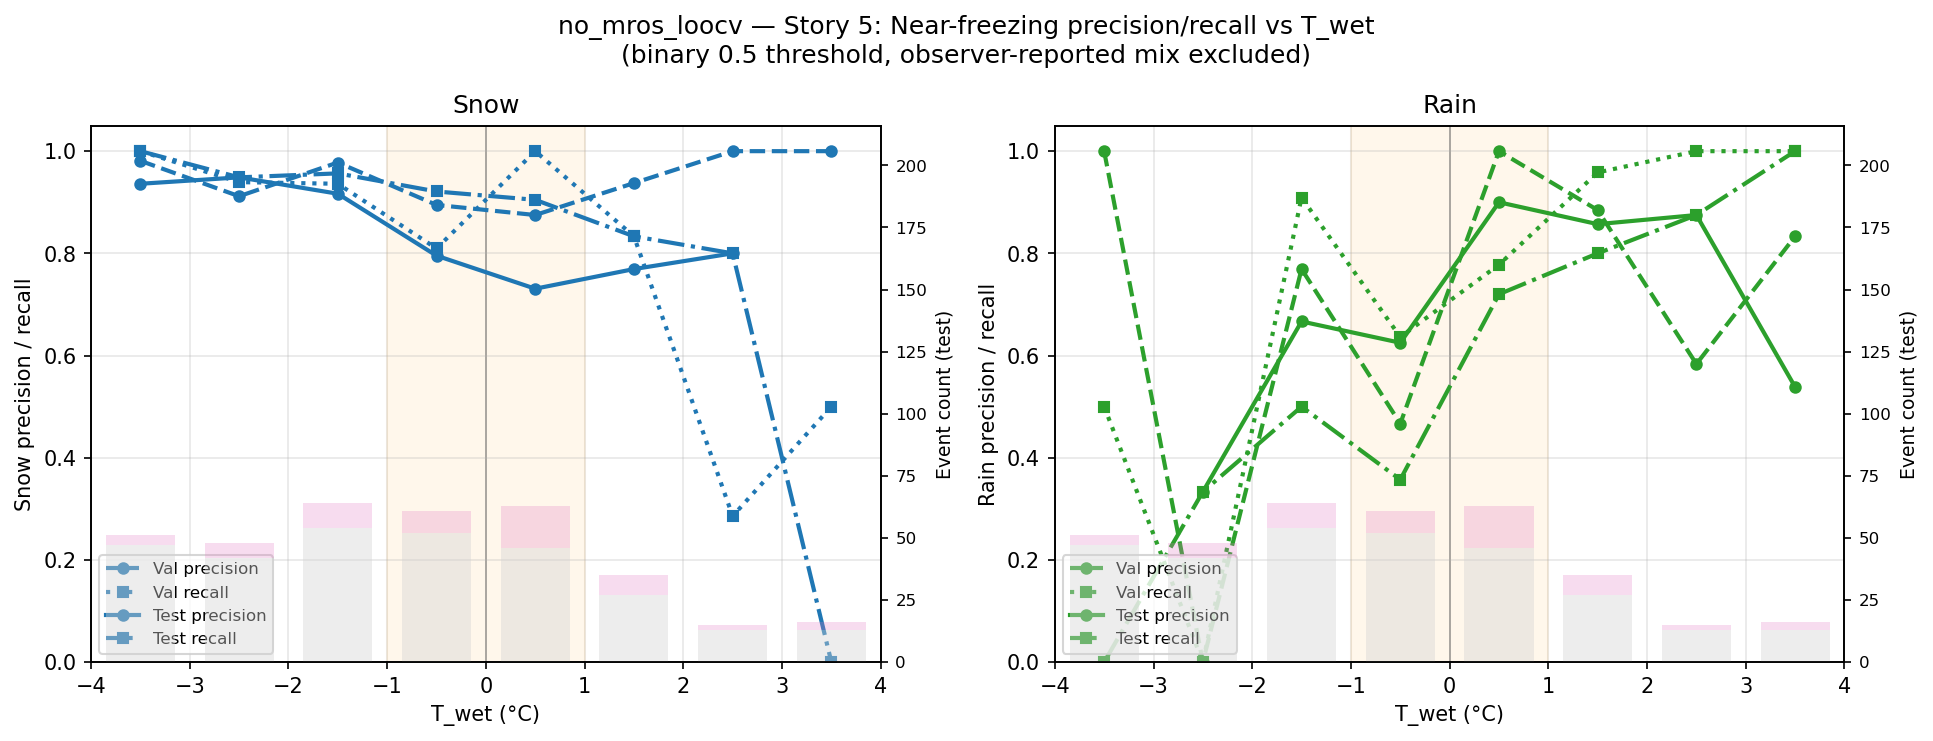 no_mros_loocv — Story 5: Near-freezing precision/recall vs T_wet
(binary 0.5 threshold, observer-reported mix excluded)
Snow
Snow precision / recall
1.0
0.8
0.6
0.4
0.2
0.0
200
175
150
125
100
75
50
25
0
Event count (test)
Val precision
Val recall
Test precision
Test recall
−4 −3 −2 −1 0 1 2 3 4
T_wet (°C)
Rain
Rain precision / recall
1.0
0.8
0.6
0.4
0.2
0.0
200
175
150
125
100
75
50
25
0
Event count (test)
Val precision
Val recall
Test precision
Test recall
−4 −3 −2 −1 0 1 2 3 4
T_wet (°C)